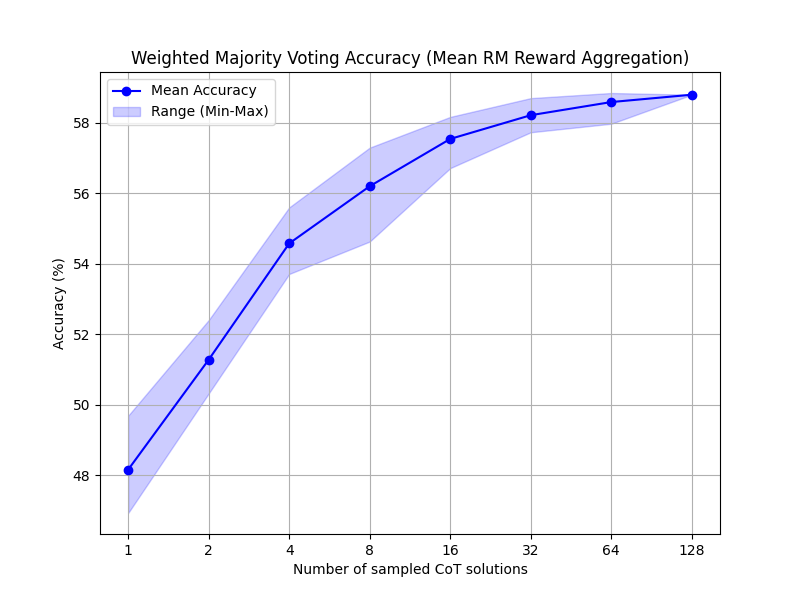 Weighted Majority Voting Accuracy (Mean RM Reward Aggregation)
Mean Accuracy
Range (Min-Max)
Accuracy (%)
58
56
54
52
50
48
1 2 4 8 16 32 64 128
Number of sampled CoT solutions